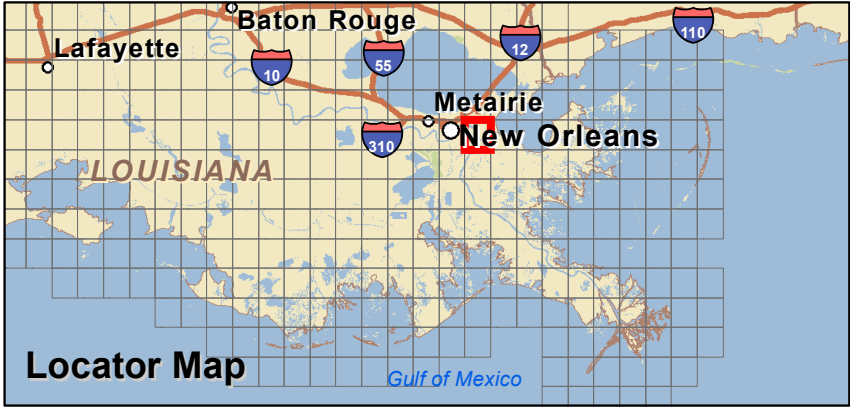 Baton Rouge
110
Lafayette
12
55
10
Metairie
New Orleans
310
LOUISIANA
Locator Map
Gulf of Mexico